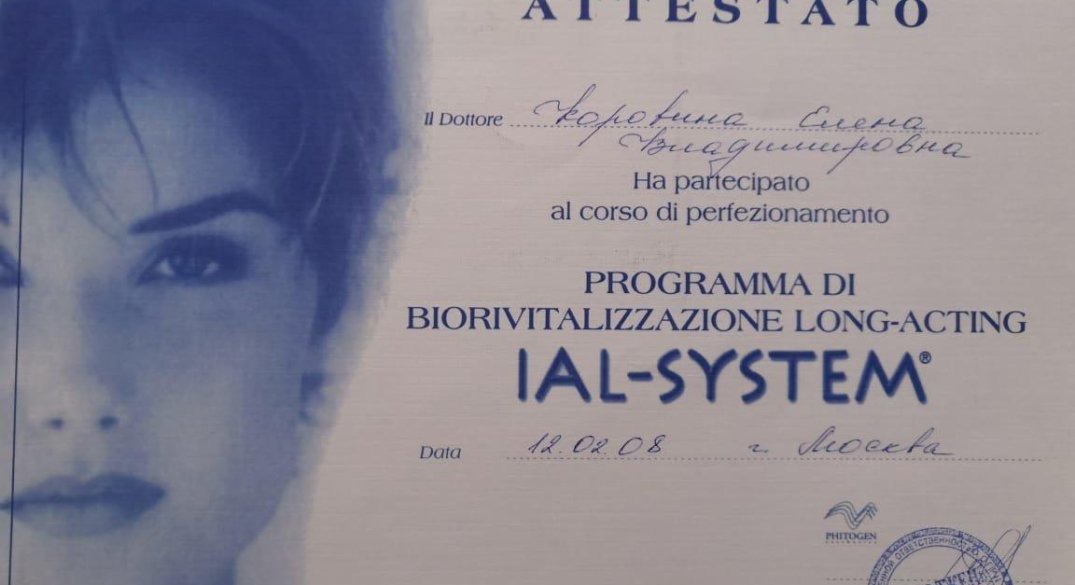 ATTESTATO
Il Dottore Коровина Елена
Владимировна
Ha partecipato
al corso di perfezionamento
PROGRAMMA DI
BIORIVITALIZZAZIONE LONG-ACTING
IAL-SYSTEM®
Data 12.02.08 г. Москва
PHITOGEN
ОТВЕТСТВЕННОС